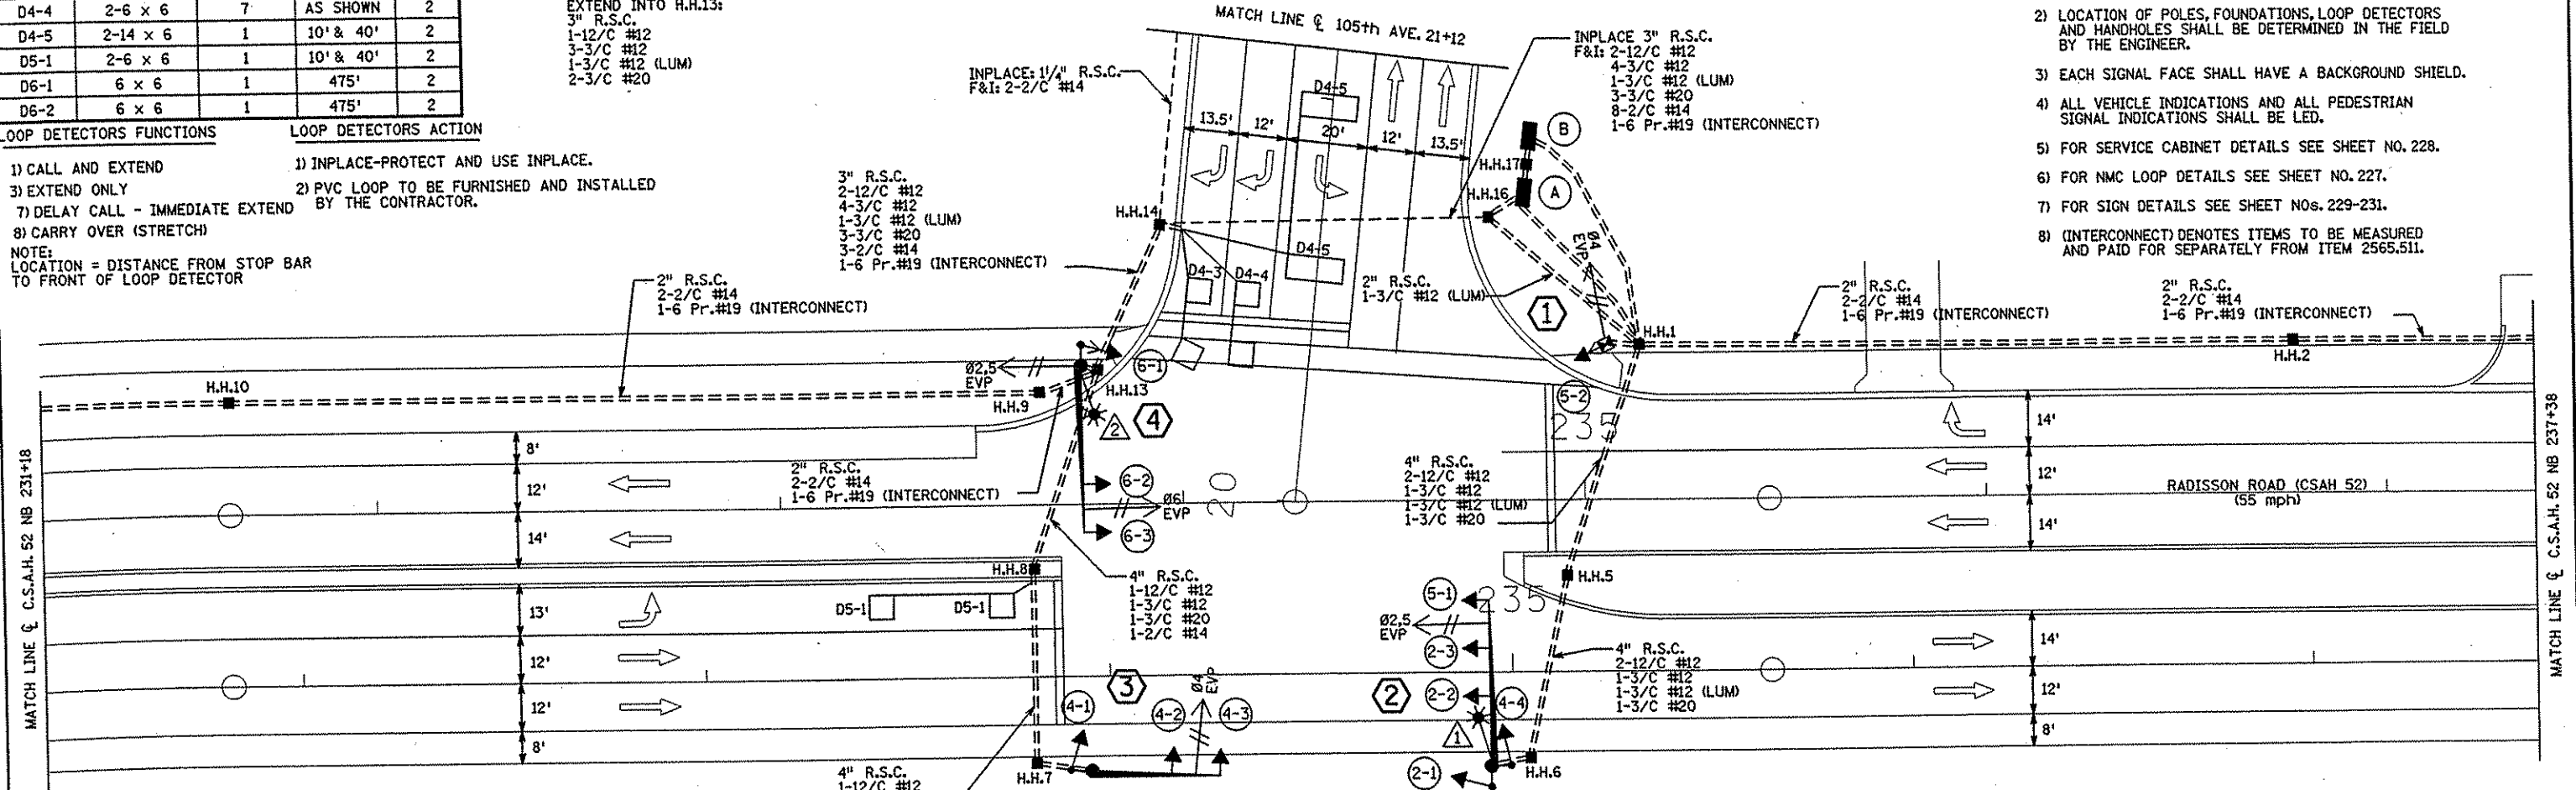 D4-4 2-6 x 6 7 AS SHOWN 2
D4-5 2-14 x 6 1 10' & 40' 2
D5-1 2-6 x 6 1 10' & 40' 2
D6-1 6 x 6 1 475' 2
D6-2 6 x 6 1 475' 2
LOOP DETECTORS FUNCTIONS
1) CALL AND EXTEND
3) EXTEND ONLY
7) DELAY CALL - IMMEDIATE EXTEND
8) CARRY OVER (STRETCH)
NOTE:
LOCATION = DISTANCE FROM STOP BAR
TO FRONT OF LOOP DETECTOR
LOOP DETECTORS ACTION
1) INPLACE-PROTECT AND USE INPLACE.
2) PVC LOOP TO BE FURNISHED AND INSTALLED
BY THE CONTRACTOR.
EXTEND INTO H.H.13:
3" R.S.C.
1-12/C #12
3-3/C #12
1-3/C #12 (LUM)
2-3/C #20
MATCH LINE ℄ 105th AVE. 21+12
INPLACE: 1¼" R.S.C.
F&I: 2-2/C #14
INPLACE 3" R.S.C.
F&I: 2-12/C #12
4-3/C #12
1-3/C #12 (LUM)
3-3/C #20
8-2/C #14
1-6 Pr.#19 (INTERCONNECT)
2) LOCATION OF POLES, FOUNDATIONS, LOOP DETECTORS
AND HANDHOLES SHALL BE DETERMINED IN THE FIELD
BY THE ENGINEER.
3) EACH SIGNAL FACE SHALL HAVE A BACKGROUND SHIELD.
4) ALL VEHICLE INDICATIONS AND ALL PEDESTRIAN
SIGNAL INDICATIONS SHALL BE LED.
5) FOR SERVICE CABINET DETAILS SEE SHEET NO. 228.
6) FOR NMC LOOP DETAILS SEE SHEET NO. 227.
7) FOR SIGN DETAILS SEE SHEET NOs. 229-231.
8) (INTERCONNECT) DENOTES ITEMS TO BE MEASURED
AND PAID FOR SEPARATELY FROM ITEM 2565.511.
D4-5
13.5' 12' 20' 12' 13.5'
B
H.H.17
A
H.H.16
H.H.14
3" R.S.C.
2-12/C #12
4-3/C #12
1-3/C #12 (LUM)
3-3/C #20
3-2/C #14
1-6 Pr.#19 (INTERCONNECT)
D4-5
D4-3
D4-4
Ø4
EVP
2" R.S.C.
1-3/C #12 (LUM)
1
2" R.S.C.
2-2/C #14
1-6 Pr.#19 (INTERCONNECT)
2" R.S.C.
2-2/C #14
1-6 Pr.#19 (INTERCONNECT)
2" R.S.C.
2-2/C #14
1-6 Pr.#19 (INTERCONNECT)
H.H.1
H.H.2
H.H.10
Ø2,5
EVP
6-1
H.H.9
H.H.13
2
4
5-2
235
8'
12'
14'
2" R.S.C.
2-2/C #14
1-6 Pr.#19 (INTERCONNECT)
6-2
Ø6
EVP
6-3
20
4" R.S.C.
2-12/C #12
1-3/C #12
1-3/C #12 (LUM)
1-3/C #20
14'
12'
14'
RADISSON ROAD (CSAH 52)
(55 mph)
MATCH LINE ℄ C.S.A.H. 52 NB 231+18
MATCH LINE ℄ C.S.A.H. 52 NB 237+38
H.H.8
H.H.5
4" R.S.C.
1-12/C #12
1-3/C #12
1-3/C #20
1-2/C #14
13'
12'
12'
8'
D5-1
D5-1
5-1
235
Ø2,5
EVP
2-3
2-2
2
4-4
1
2-1
H.H.6
4" R.S.C.
2-12/C #12
1-3/C #12
1-3/C #12 (LUM)
1-3/C #20
14'
12'
8'
3
4-1
4-2
Ø4
EVP
4-3
H.H.7
4" R.S.C.
1-12/C #12